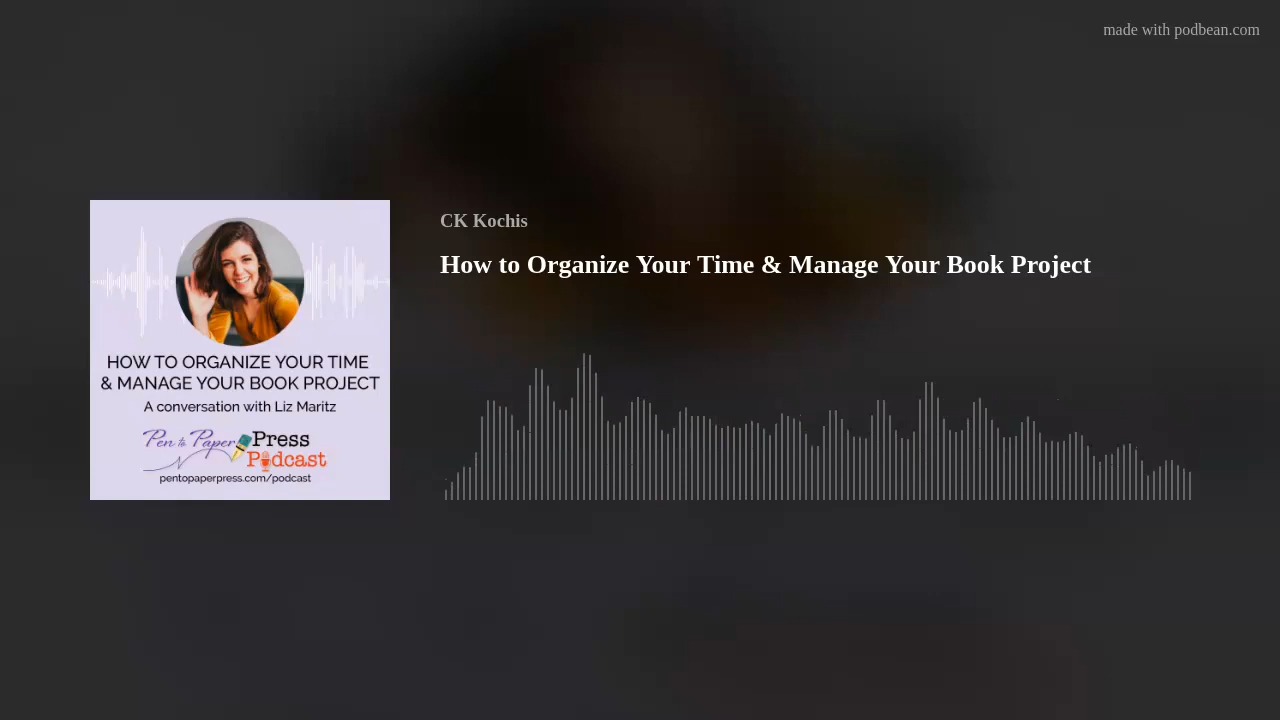 made with podbean.com
CK Kochis
How to Organize Your Time & Manage Your Book Project
HOW TO ORGANIZE YOUR TIME
& MANAGE YOUR BOOK PROJECT
A conversation with Liz Maritz
Pen to Paper Press
Podcast
pentopaperpress.com/podcast